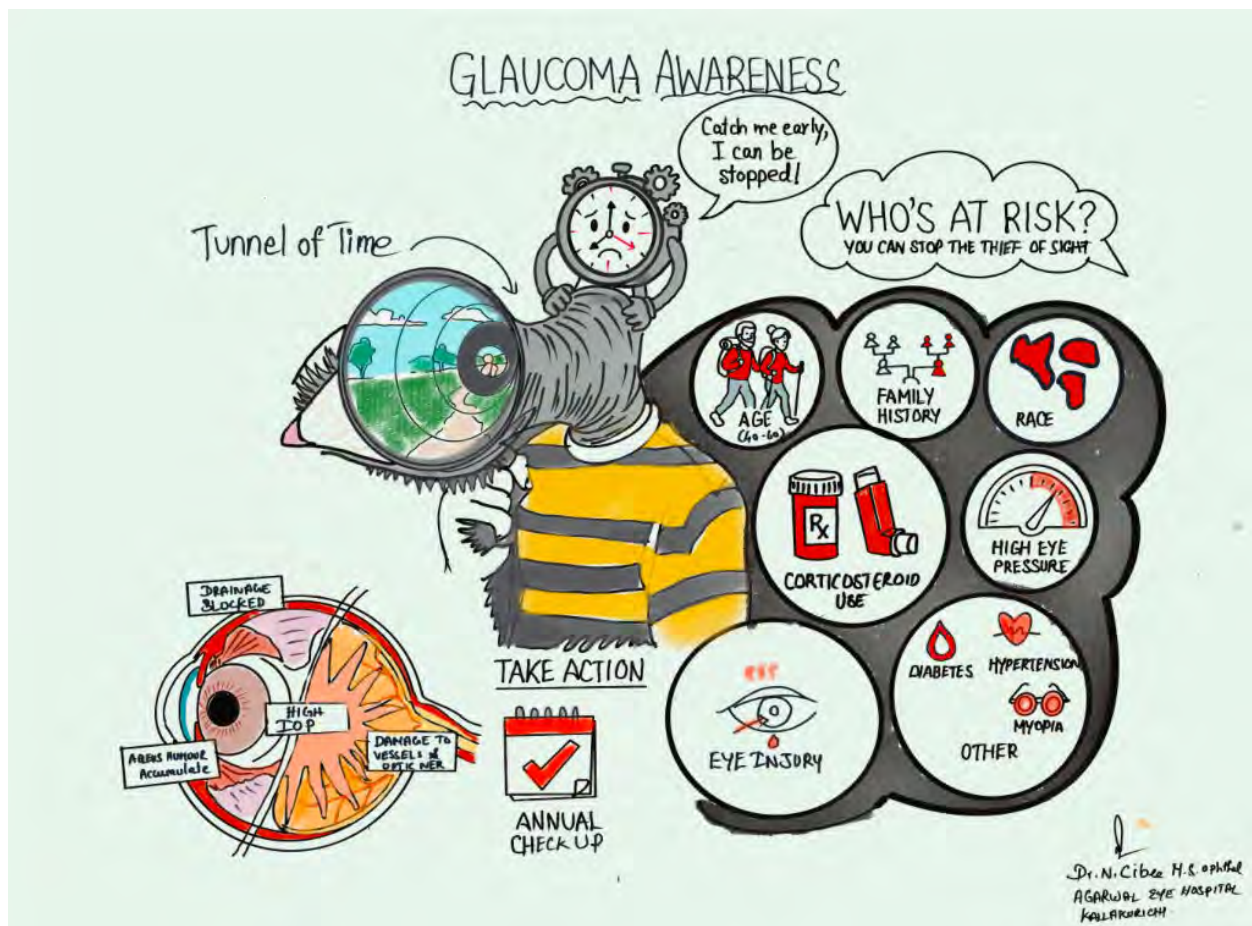 GLAUCOMA AWARENESS
Catch me early,
I can be
stopped!
Tunnel of Time
WHO'S AT RISK?
YOU CAN STOP THE THIEF OF SIGHT
AGE
(40-60)
FAMILY
HISTORY
RACE
Rx
CORTICOSTEROID
USE
HIGH EYE
PRESSURE
DIABETES
HYPERTENSION
MYOPIA
OTHER
EYE INJURY
DRAINAGE
BLOCKED
HIGH
IOP
HUMOUR
Accumulate
DAMAGE TO
VESSELS &
OPTIC NER
TAKE ACTION
ANNUAL
CHECK UP
Dr. N. Cibee M.S. ophthal
AGARWAL EYE HOSPITAL
KALLAKURICHI